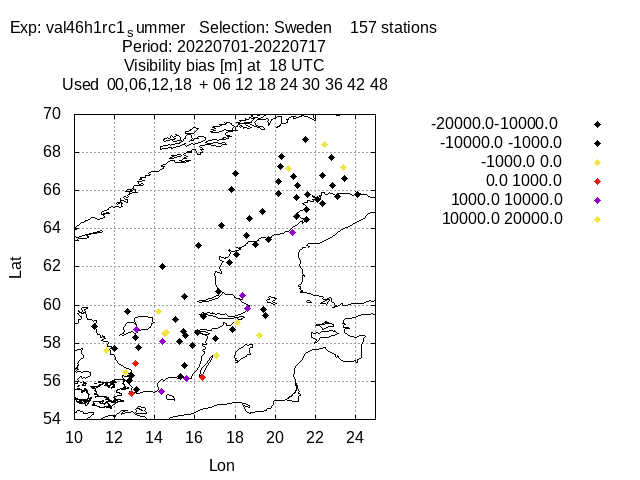 Exp: val46h1rc1summer   Selection: Sweden    157 stations
Period: 20220701-20220717
Visibility bias [m] at  18 UTC
Used  00,06,12,18  + 06 12 18 24 30 36 42 48
-20000.0-10000.0
-10000.0 -1000.0
-1000.0 0.0
0.0 1000.0
1000.0 10000.0
10000.0 20000.0
70
68
66
64
62
60
58
56
54
Lat
10 12 14 16 18 20 22 24
Lon